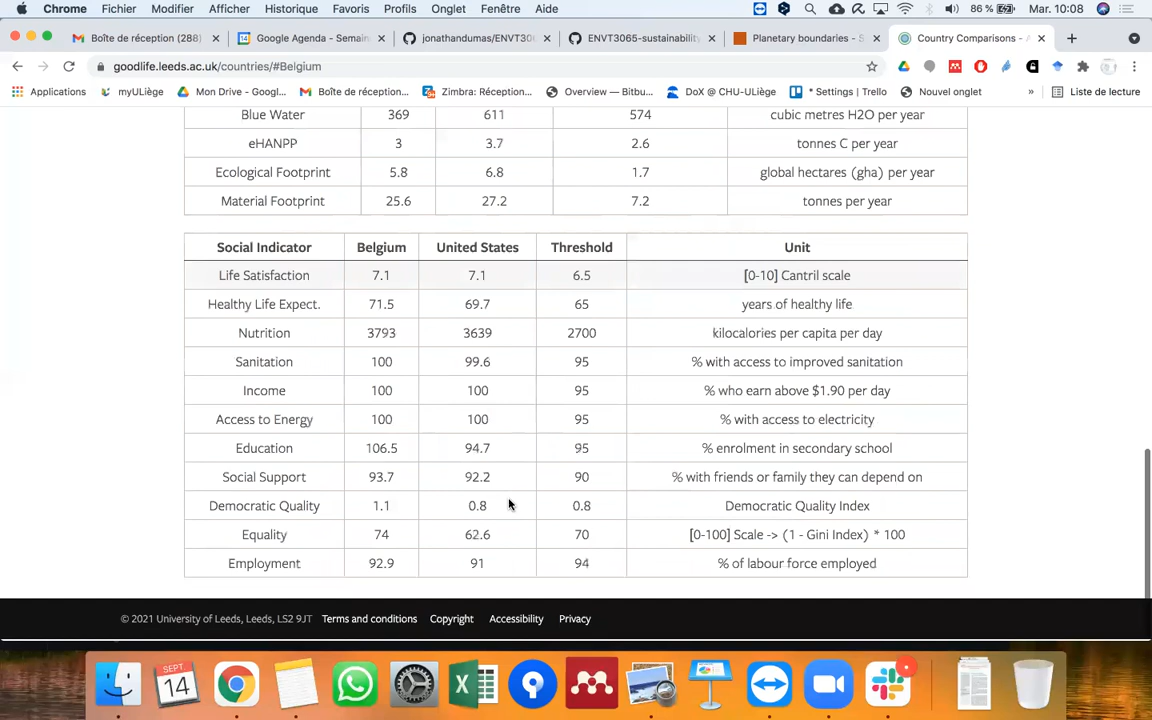 Chrome Fichier Modifier Afficher Historique Favoris Profils Onglet Fenêtre Aide 86 % Mar. 10:08
Boîte de réception (288) Google Agenda - Semain jonathandumas/ENVT30 ENVT3065-sustainability Planetary boundaries - S Country Comparisons -
goodlife.leeds.ac.uk/countries/#Belgium
Applications myULiège Mon Drive - Googl... Boîte de réception... Zimbra: Réception... Overview — Bitbu... DoX @ CHU-ULiège * Settings | Trello Nouvel onglet » Liste de lecture
Blue Water 369 611 574 cubic metres H2O per year
eHANPP 3 3.7 2.6 tonnes C per year
Ecological Footprint 5.8 6.8 1.7 global hectares (gha) per year
Material Footprint 25.6 27.2 7.2 tonnes per year
Social Indicator Belgium United States Threshold Unit
Life Satisfaction 7.1 7.1 6.5 [0-10] Cantril scale
Healthy Life Expect. 71.5 69.7 65 years of healthy life
Nutrition 3793 3639 2700 kilocalories per capita per day
Sanitation 100 99.6 95 % with access to improved sanitation
Income 100 100 95 % who earn above $1.90 per day
Access to Energy 100 100 95 % with access to electricity
Education 106.5 94.7 95 % enrolment in secondary school
Social Support 93.7 92.2 90 % with friends or family they can depend on
Democratic Quality 1.1 0.8 0.8 Democratic Quality Index
Equality 74 62.6 70 [0-100] Scale -> (1 - Gini Index) * 100
Employment 92.9 91 94 % of labour force employed
© 2021 University of Leeds, Leeds, LS2 9JT Terms and conditions Copyright Accessibility Privacy
SEPT.
14